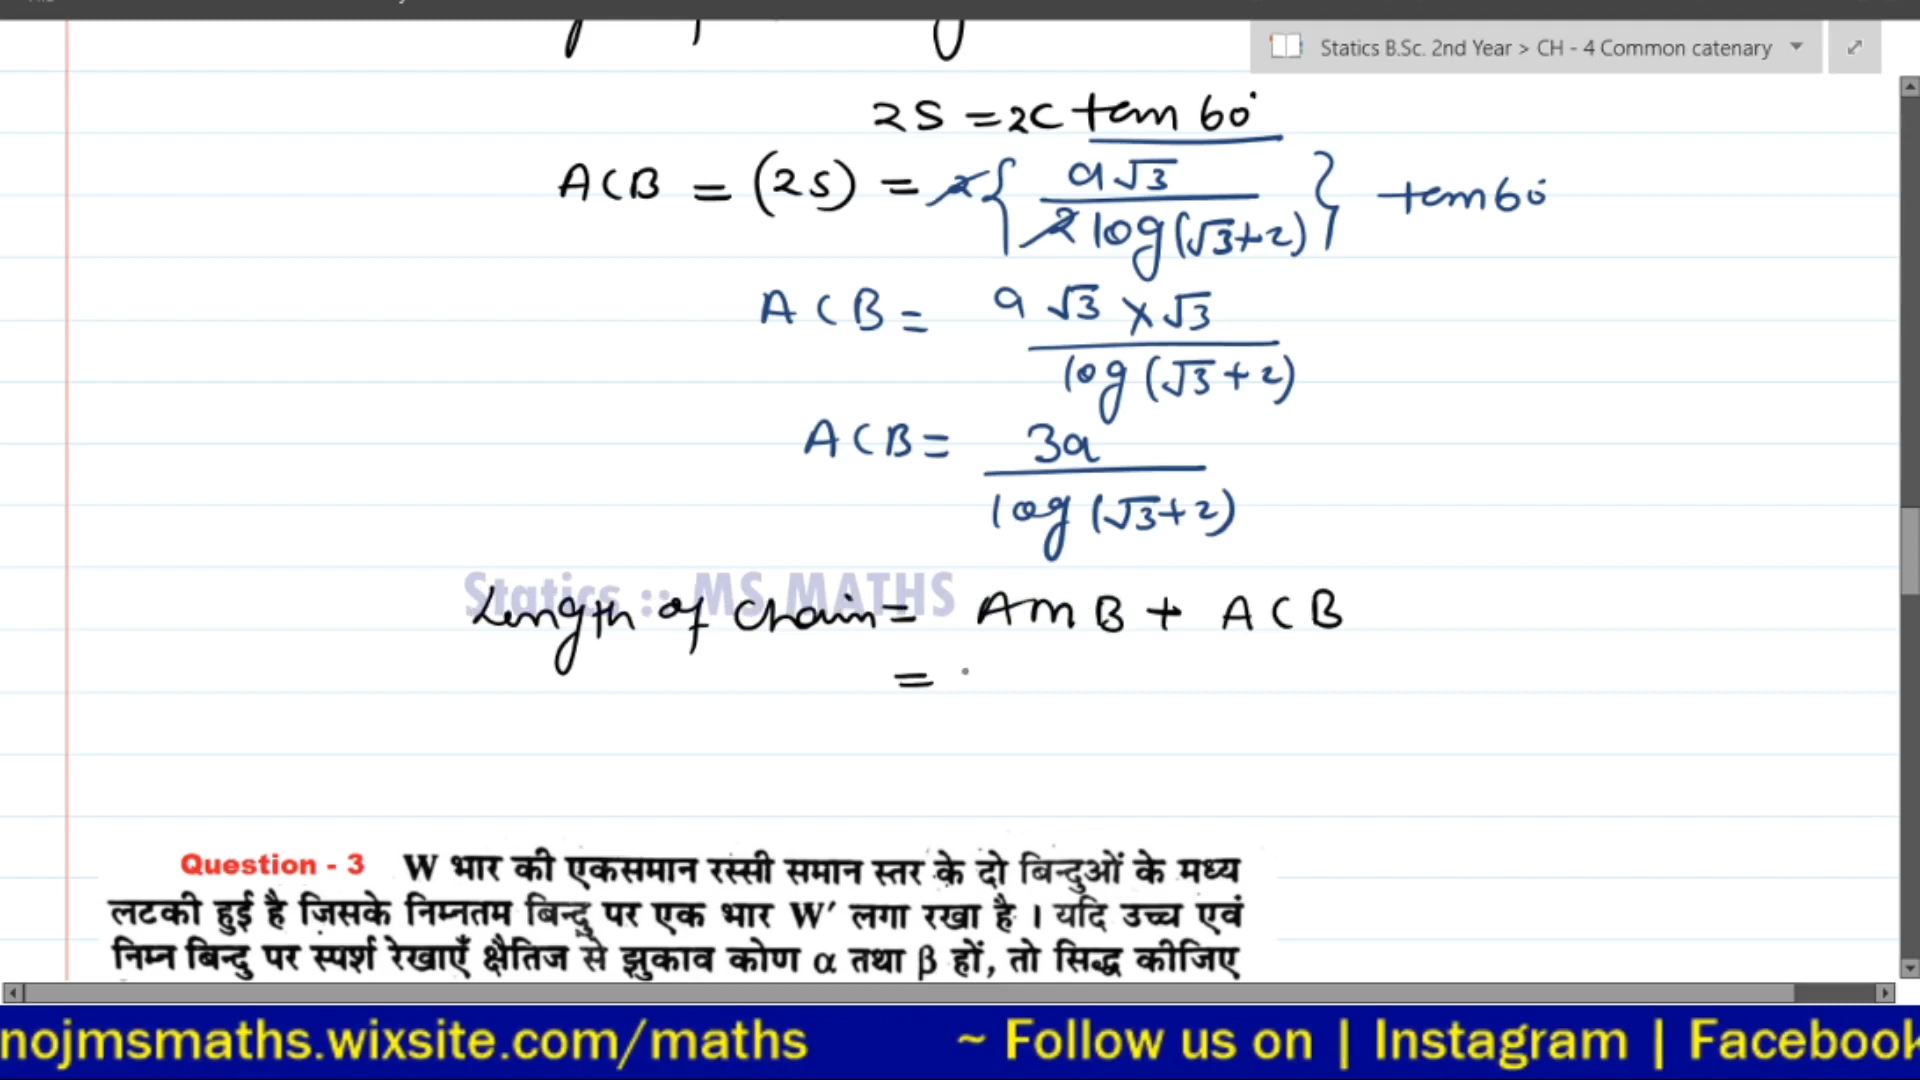 Statics B.Sc. 2nd Year > CH - 4 Common catenary
2S = 2C tan 60°
ACB = (2S) = 2 { a√3 / 2 log(√3+2) } tan 60°
ACB = a √3 × √3 / log (√3+2)
ACB = 3a / log (√3+2)
Statics :: MS MATHS
Length of Chain = AMB + ACB
=
Question - 3 W भार की एकसमान रस्सी समान स्तर के दो बिन्दुओं के मध्य
लटकी हुई है जिसके निम्नतम बिन्दु पर एक भार W′ लगा रखा है । यदि उच्च एवं
निम्न बिन्दु पर स्पर्श रेखाएँ क्षैतिज से झुकाव कोण α तथा β हों, तो सिद्ध कीजिए
nojmsmaths.wixsite.com/maths ~ Follow us on | Instagram | Facebook